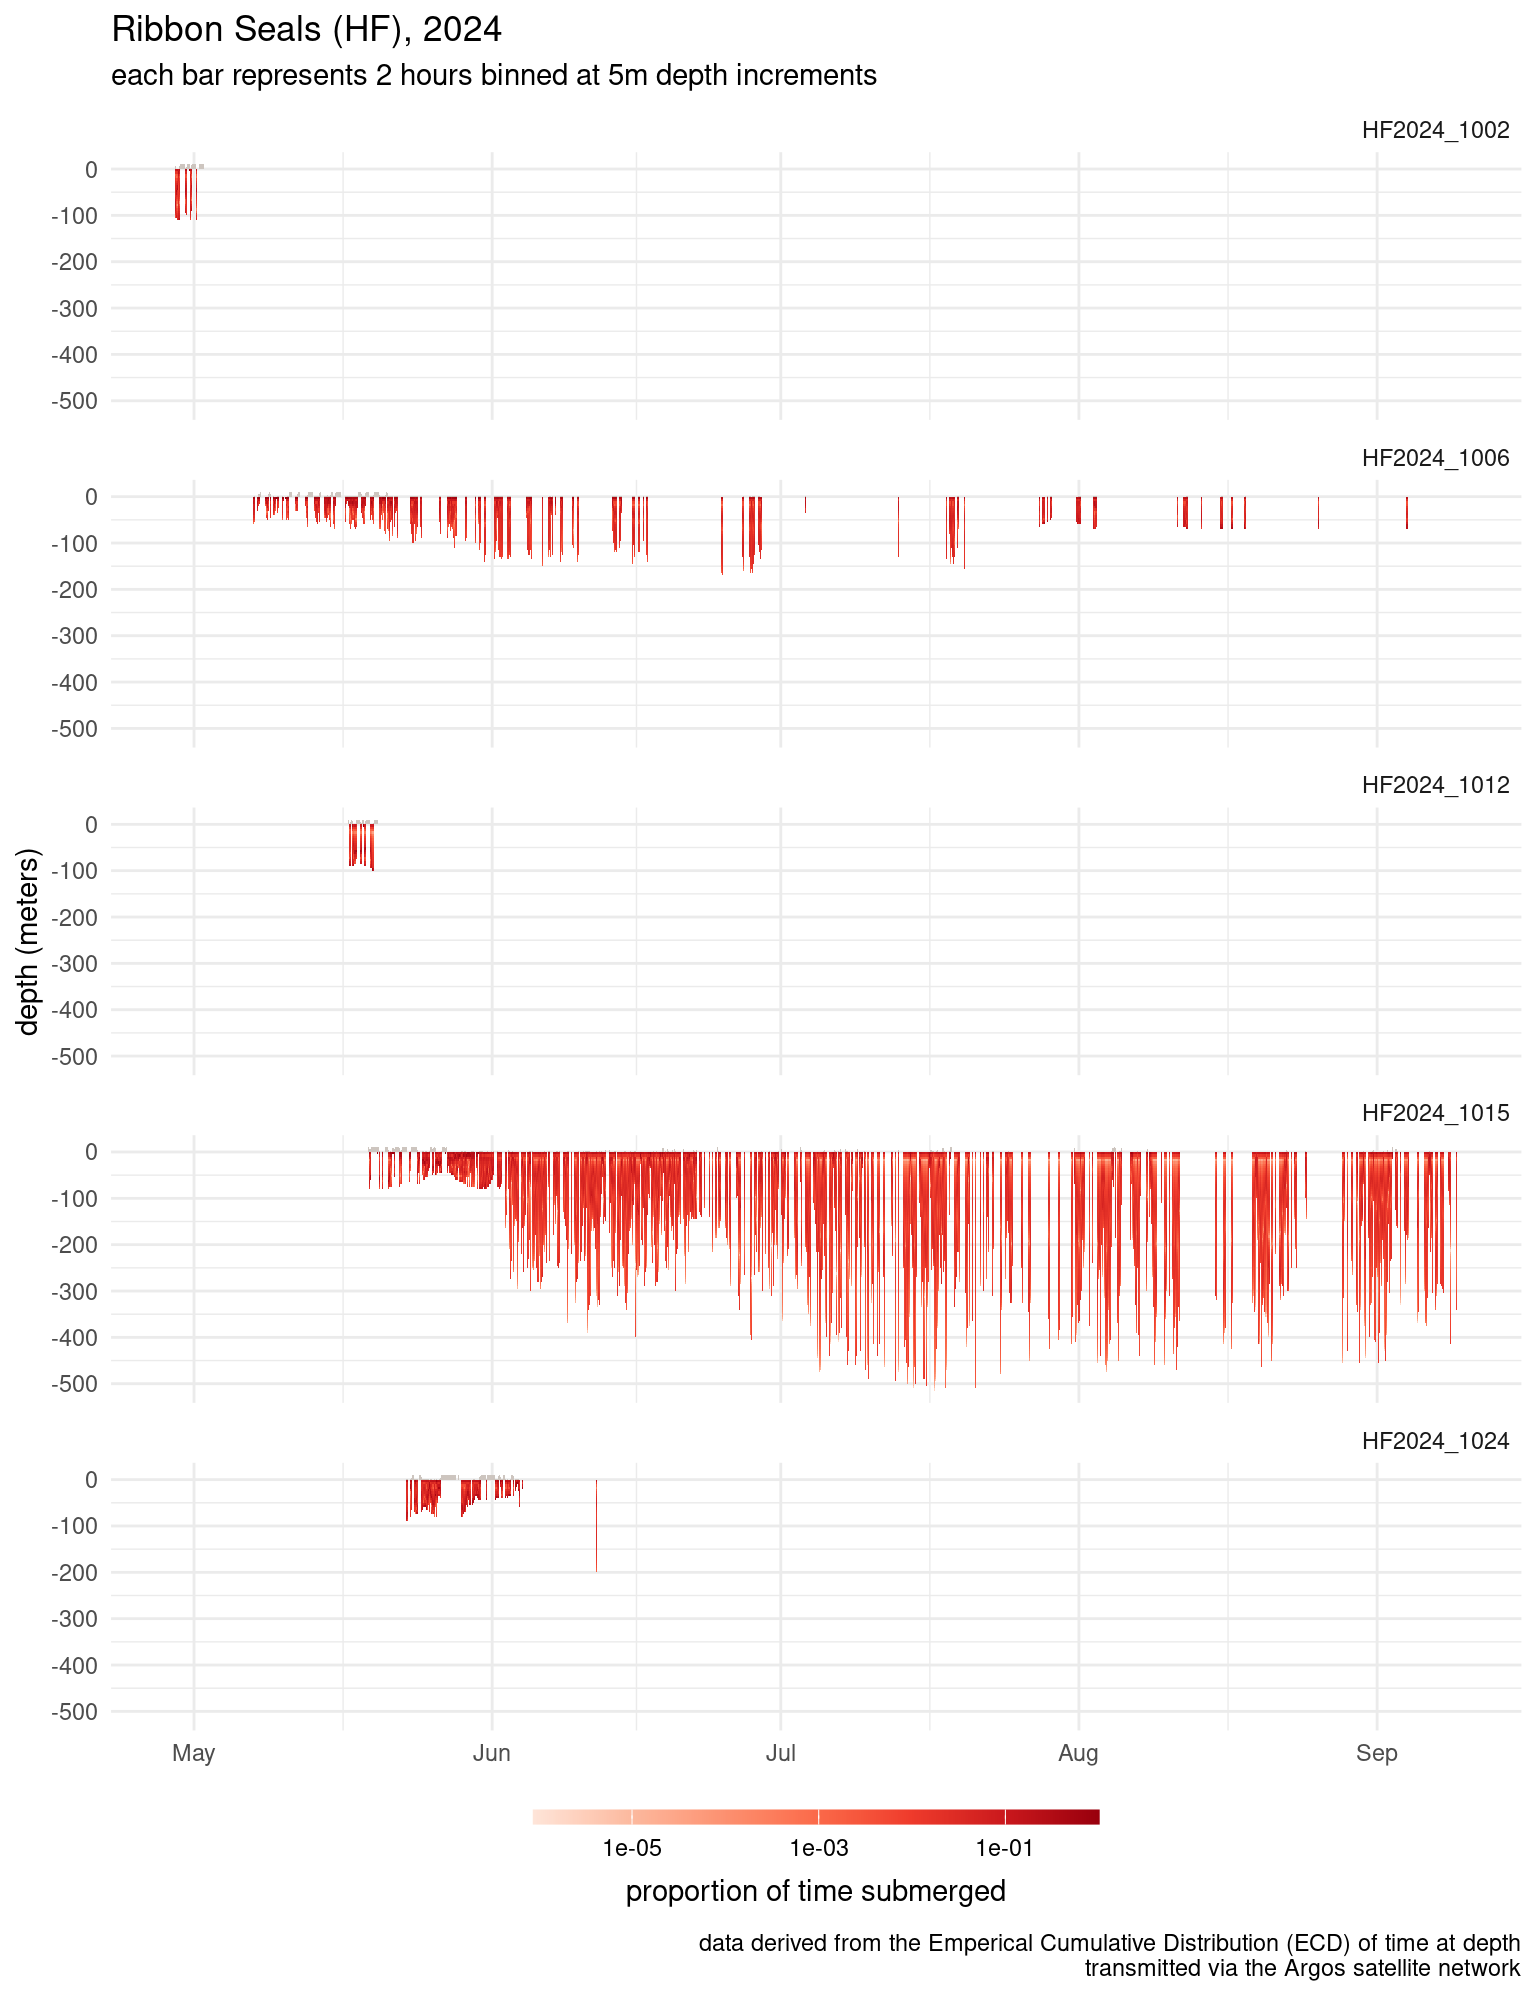 Ribbon Seals (HF), 2024
each bar represents 2 hours binned at 5m depth increments
HF2024_1002
0
-100
-200
-300
-400
-500
HF2024_1006
0
-100
-200
-300
-400
-500
HF2024_1012
0
-100
-200
-300
-400
-500
depth (meters)
HF2024_1015
0
-100
-200
-300
-400
-500
HF2024_1024
0
-100
-200
-300
-400
-500
May Jun Jul Aug Sep
1e-05 1e-03 1e-01
proportion of time submerged
data derived from the Emperical Cumulative Distribution (ECD) of time at depth
transmitted via the Argos satellite network